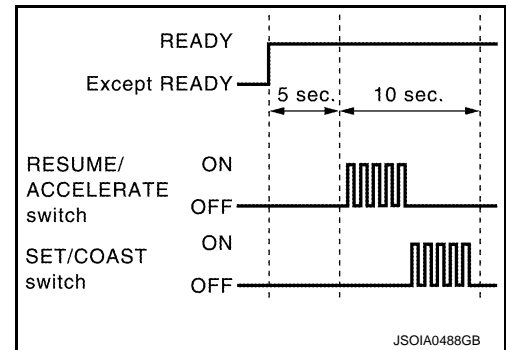 READY
Except READY
5 sec. 10 sec.
RESUME/
ACCELERATE
switch
ON
OFF
SET/COAST
switch
ON
OFF
JSOIA0488GB